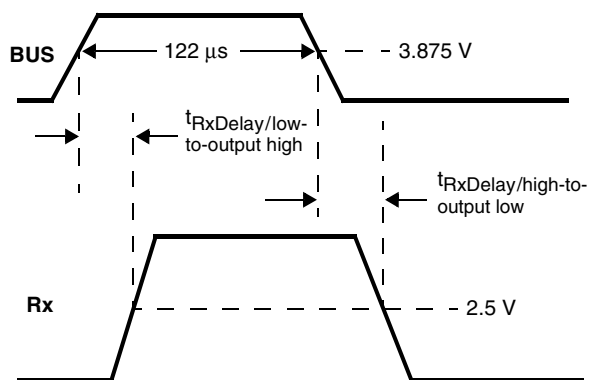 BUS
122 μs
3.875 V
tRxDelay/low-
to-output high
tRxDelay/high-to-
output low
Rx
2.5 V